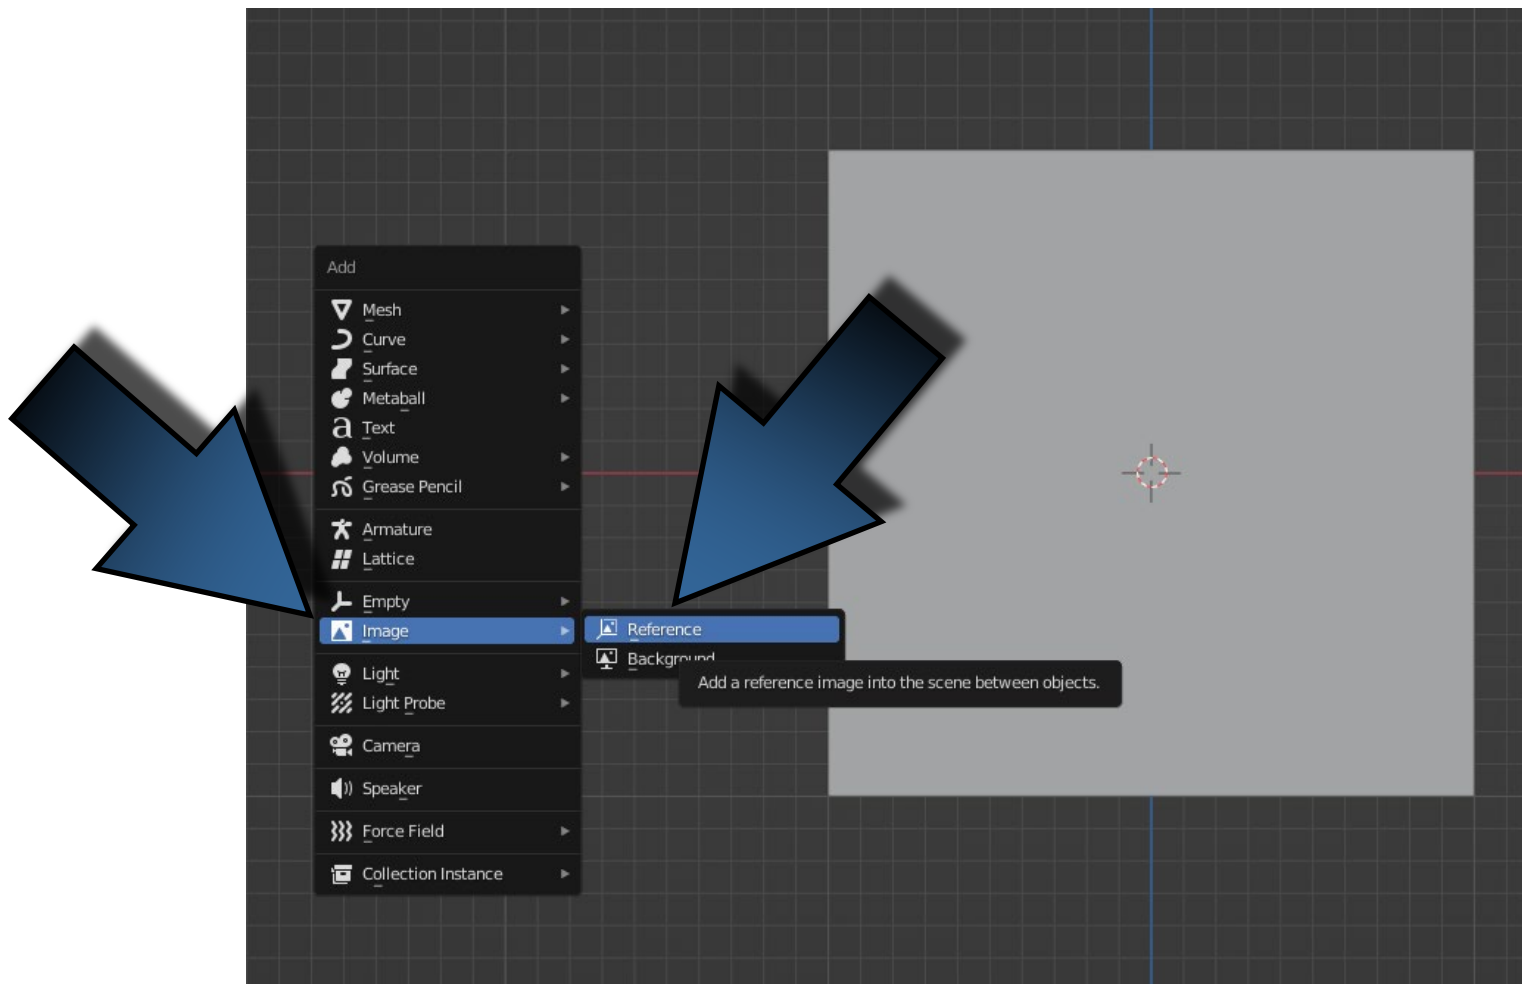 Add
Mesh
Curve
Surface
Metaball
Text
Volume
Grease Pencil
Armature
Lattice
Empty
Image
Reference
Background
Add a reference image into the scene between objects.
Light
Light Probe
Camera
Speaker
Force Field
Collection Instance